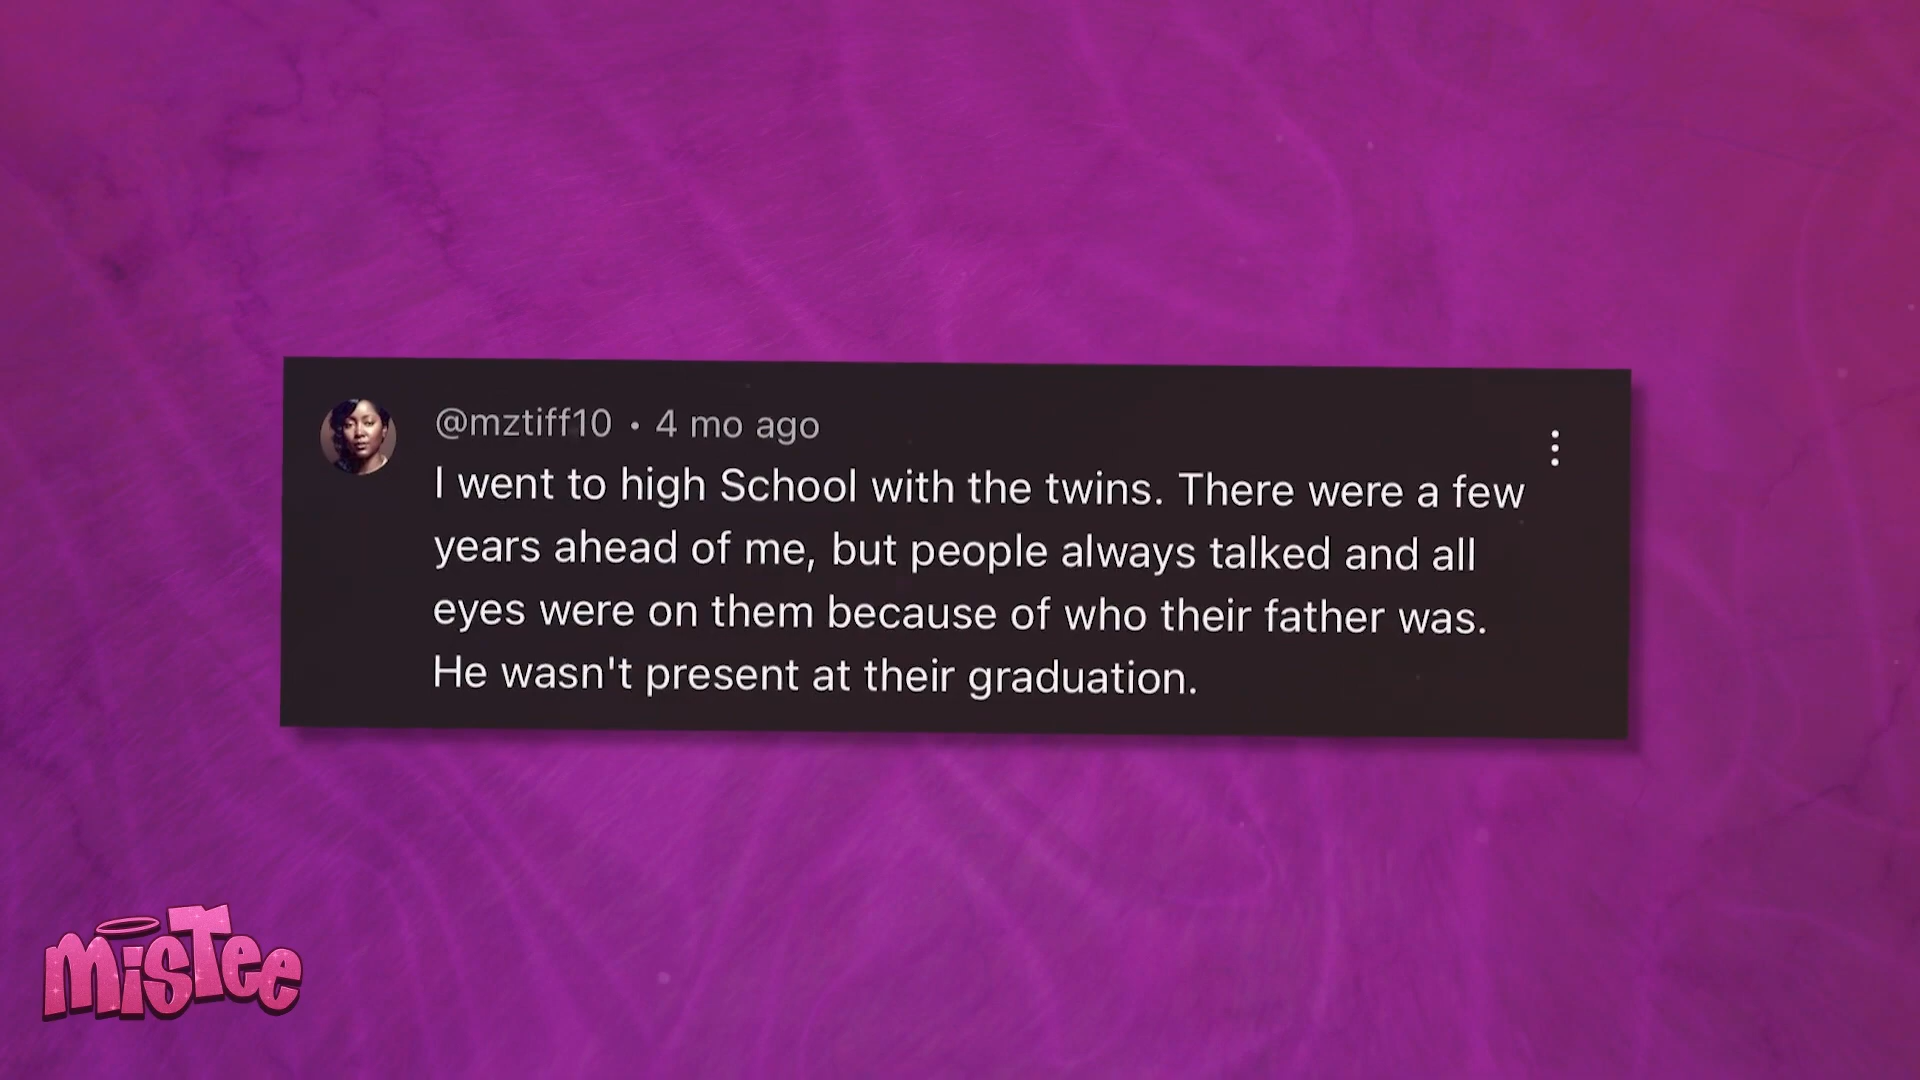 @mztiff10 • 4 mo ago
I went to high School with the twins. There were a few
years ahead of me, but people always talked and all
eyes were on them because of who their father was.
He wasn't present at their graduation.
misTee